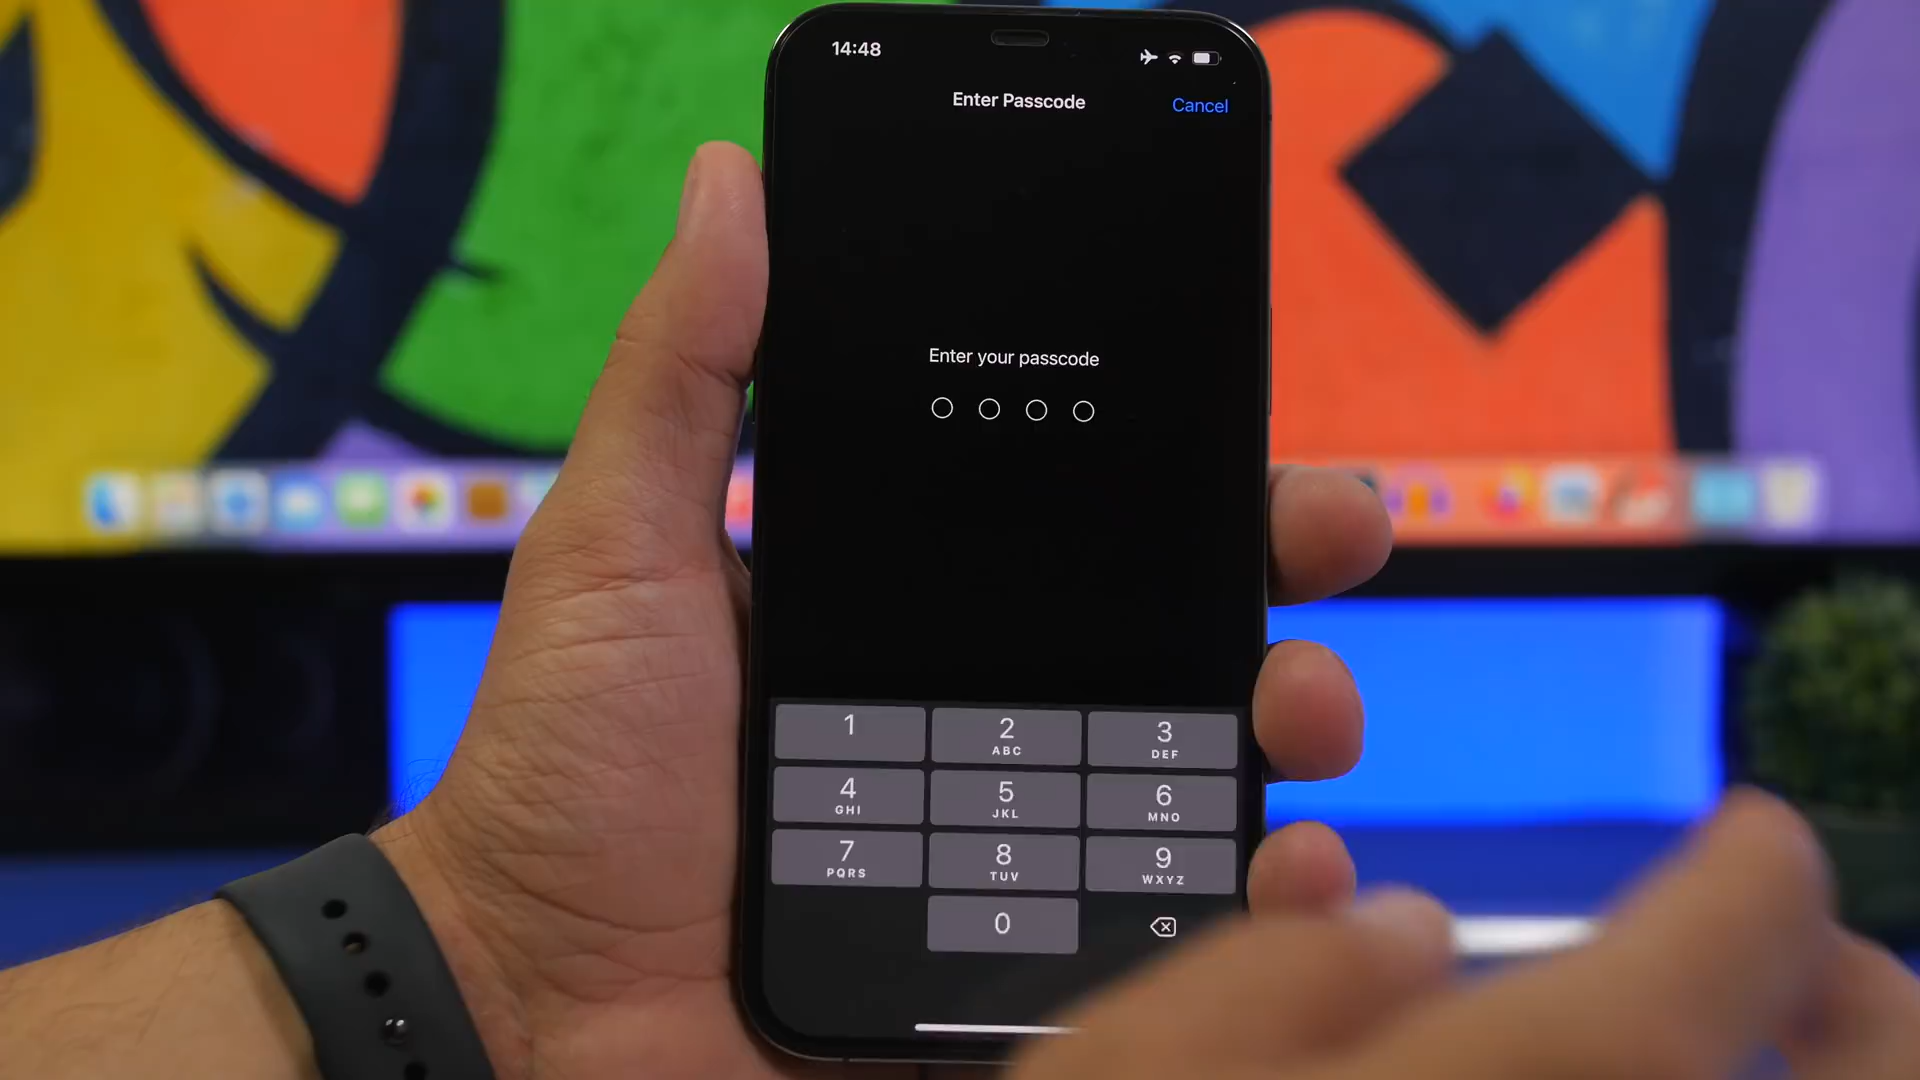 14:48
Enter Passcode
Cancel
Enter your passcode
1
2
ABC
3
DEF
4
GHI
5
JKL
6
MNO
7
PQRS
8
TUV
9
WXYZ
0